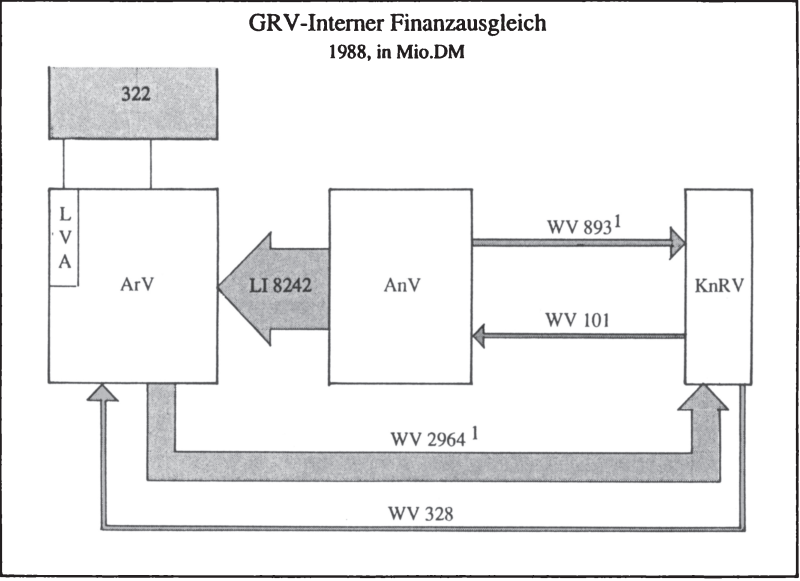 GRV-Interner Finanzausgleich
1988, in Mio.DM
322
L
V
A
ArV
LI 8242
AnV
WV 893¹
WV 101
KnRV
WV 2964 ¹
WV 328